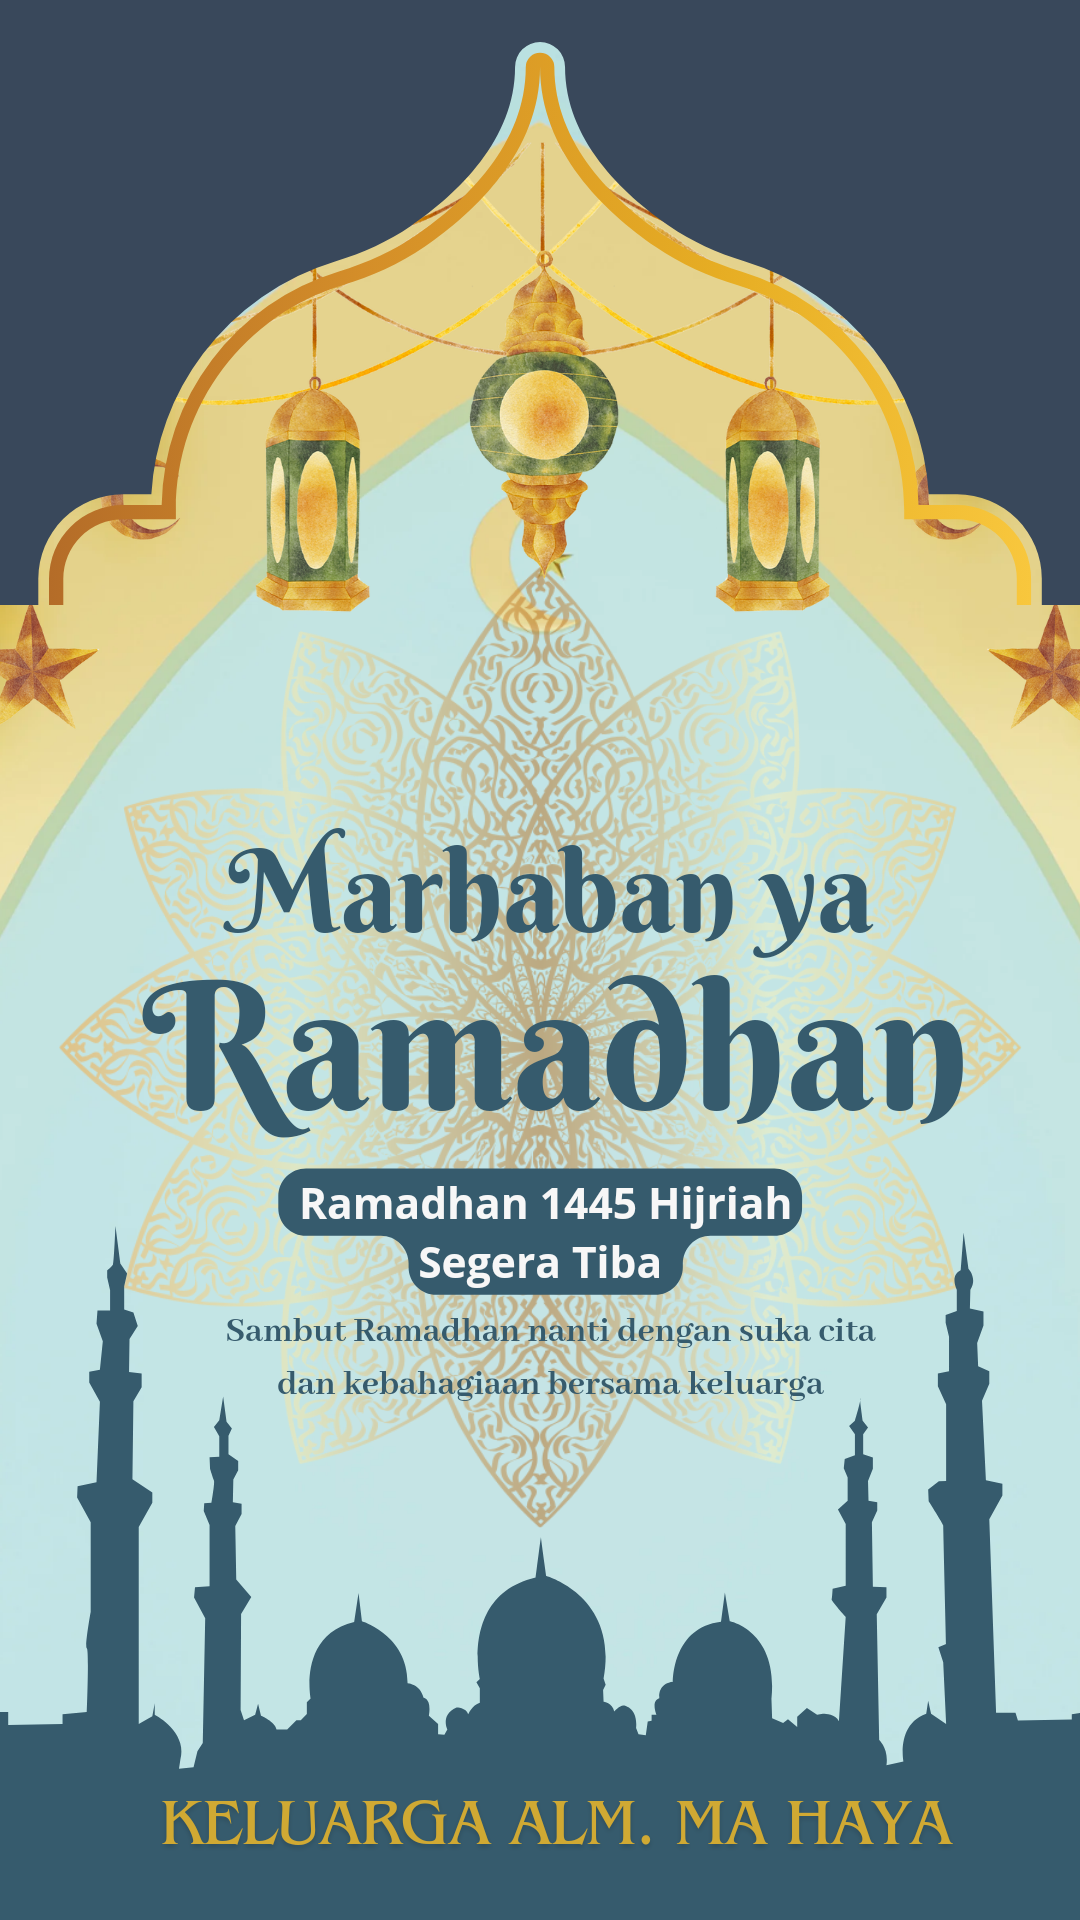 Marhaban ya
Ramadhan
Ramadhan 1445 Hijriah
Segera Tiba
Sambut Ramadhan nanti dengan suka cita
dan kebahagiaan bersama keluarga
KELUARGA ALM. MA HAYA